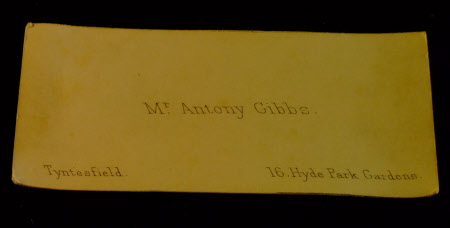 Mr Antony Gibbs.
Tyntesfield.
16. Hyde Park Gardens.